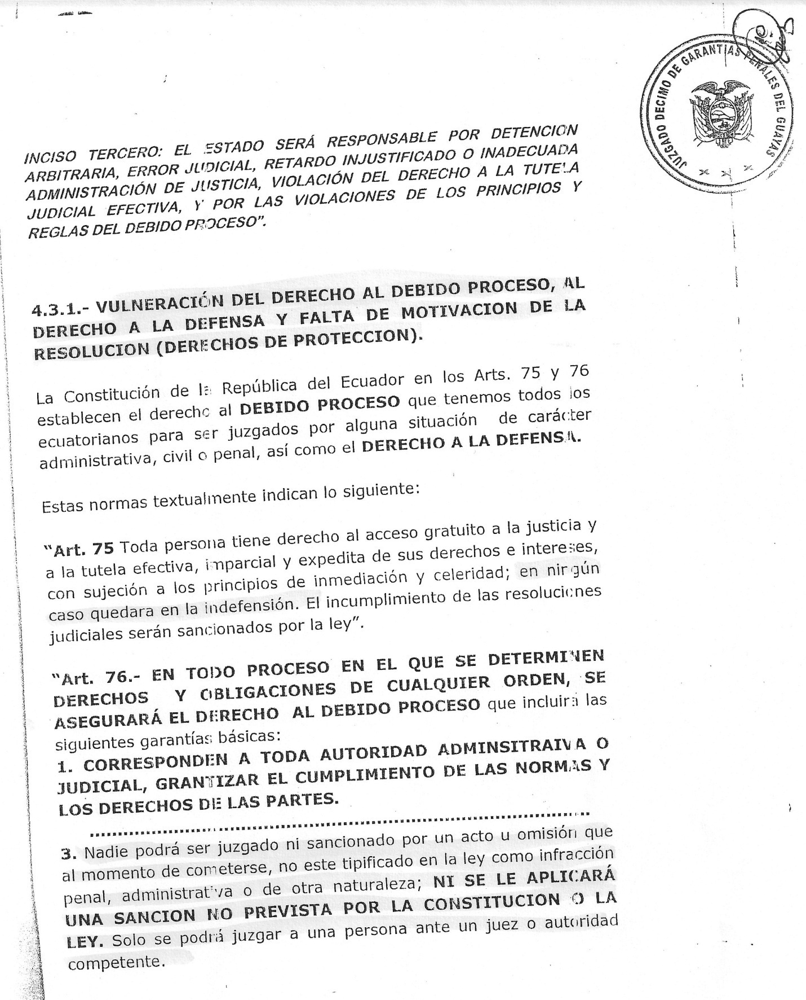 JUZGADO DECIMO DE GARANTIAS PENALES DEL GUAYAS
10
INCISO TERCERO: EL ESTADO SERÁ RESPONSABLE POR DETENCION
ARBITRARIA, ERROR JUDICIAL, RETARDO INJUSTIFICADO O INADECUADA
ADMINISTRACIÓN DE JUSTICIA, VIOLACIÓN DEL DERECHO A LA TUTELA
JUDICIAL EFECTIVA, Y POR LAS VIOLACIONES DE LOS PRINCIPIOS Y
REGLAS DEL DEBIDO PROCESO”.
4.3.1.- VULNERACIÓN DEL DERECHO AL DEBIDO PROCESO, AL
DERECHO A LA DEFENSA Y FALTA DE MOTIVACION DE LA
RESOLUCION (DERECHOS DE PROTECCION).
La Constitución de la República del Ecuador en los Arts. 75 y 76
establecen el derecho al DEBIDO PROCESO que tenemos todos los
ecuatorianos para ser juzgados por alguna situación de carácter
administrativa, civil o penal, así como el DERECHO A LA DEFENSA.
Estas normas textualmente indican lo siguiente:
“Art. 75 Toda persona tiene derecho al acceso gratuito a la justicia y
a la tutela efectiva, imparcial y expedita de sus derechos e intereses,
con sujeción a los principios de inmediación y celeridad; en ningún
caso quedara en la indefensión. El incumplimiento de las resoluciones
judiciales serán sancionados por la ley”.
“Art. 76.- EN TODO PROCESO EN EL QUE SE DETERMINEN
DERECHOS Y OBLIGACIONES DE CUALQUIER ORDEN, SE
ASEGURARÁ EL DERECHO AL DEBIDO PROCESO que incluirá las
siguientes garantías básicas:
1. CORRESPONDEN A TODA AUTORIDAD ADMINSITRAIVA O
JUDICIAL, GRANTIZAR EL CUMPLIMIENTO DE LAS NORMAS Y
LOS DERECHOS DE LAS PARTES.
3. Nadie podrá ser juzgado ni sancionado por un acto u omisión que
al momento de cometerse, no este tipificado en la ley como infracción
penal, administrativa o de otra naturaleza; NI SE LE APLICARÁ
UNA SANCION NO PREVISTA POR LA CONSTITUCION O LA
LEY. Solo se podrá juzgar a una persona ante un juez o autoridad
competente.